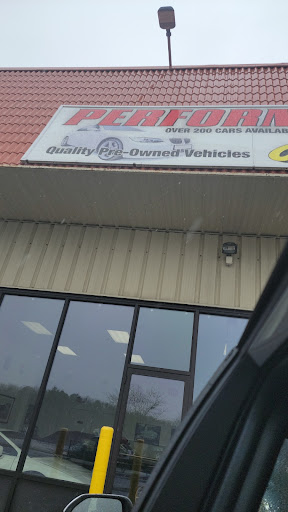 PERFORM
OVER 200 CARS AVAILAB
Quality Pre-Owned Vehicles